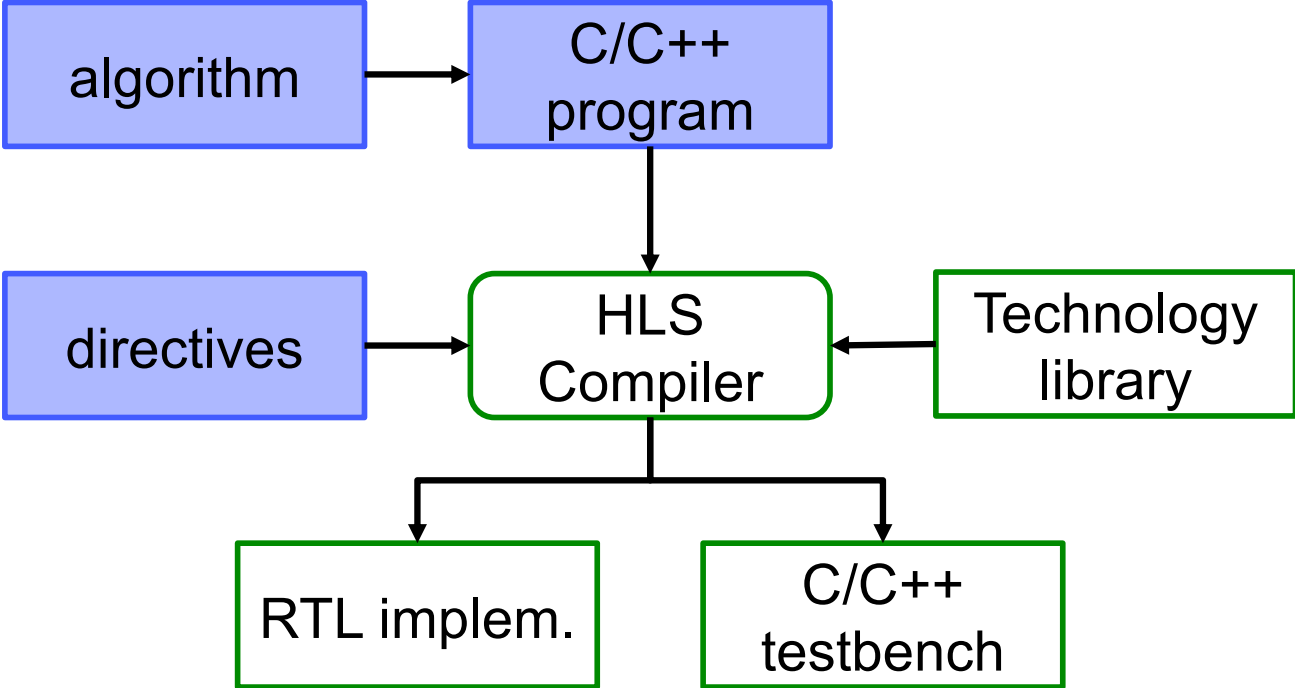 algorithm
C/C++
program
directives
HLS
Compiler
Technology
library
RTL implem.
C/C++
testbench